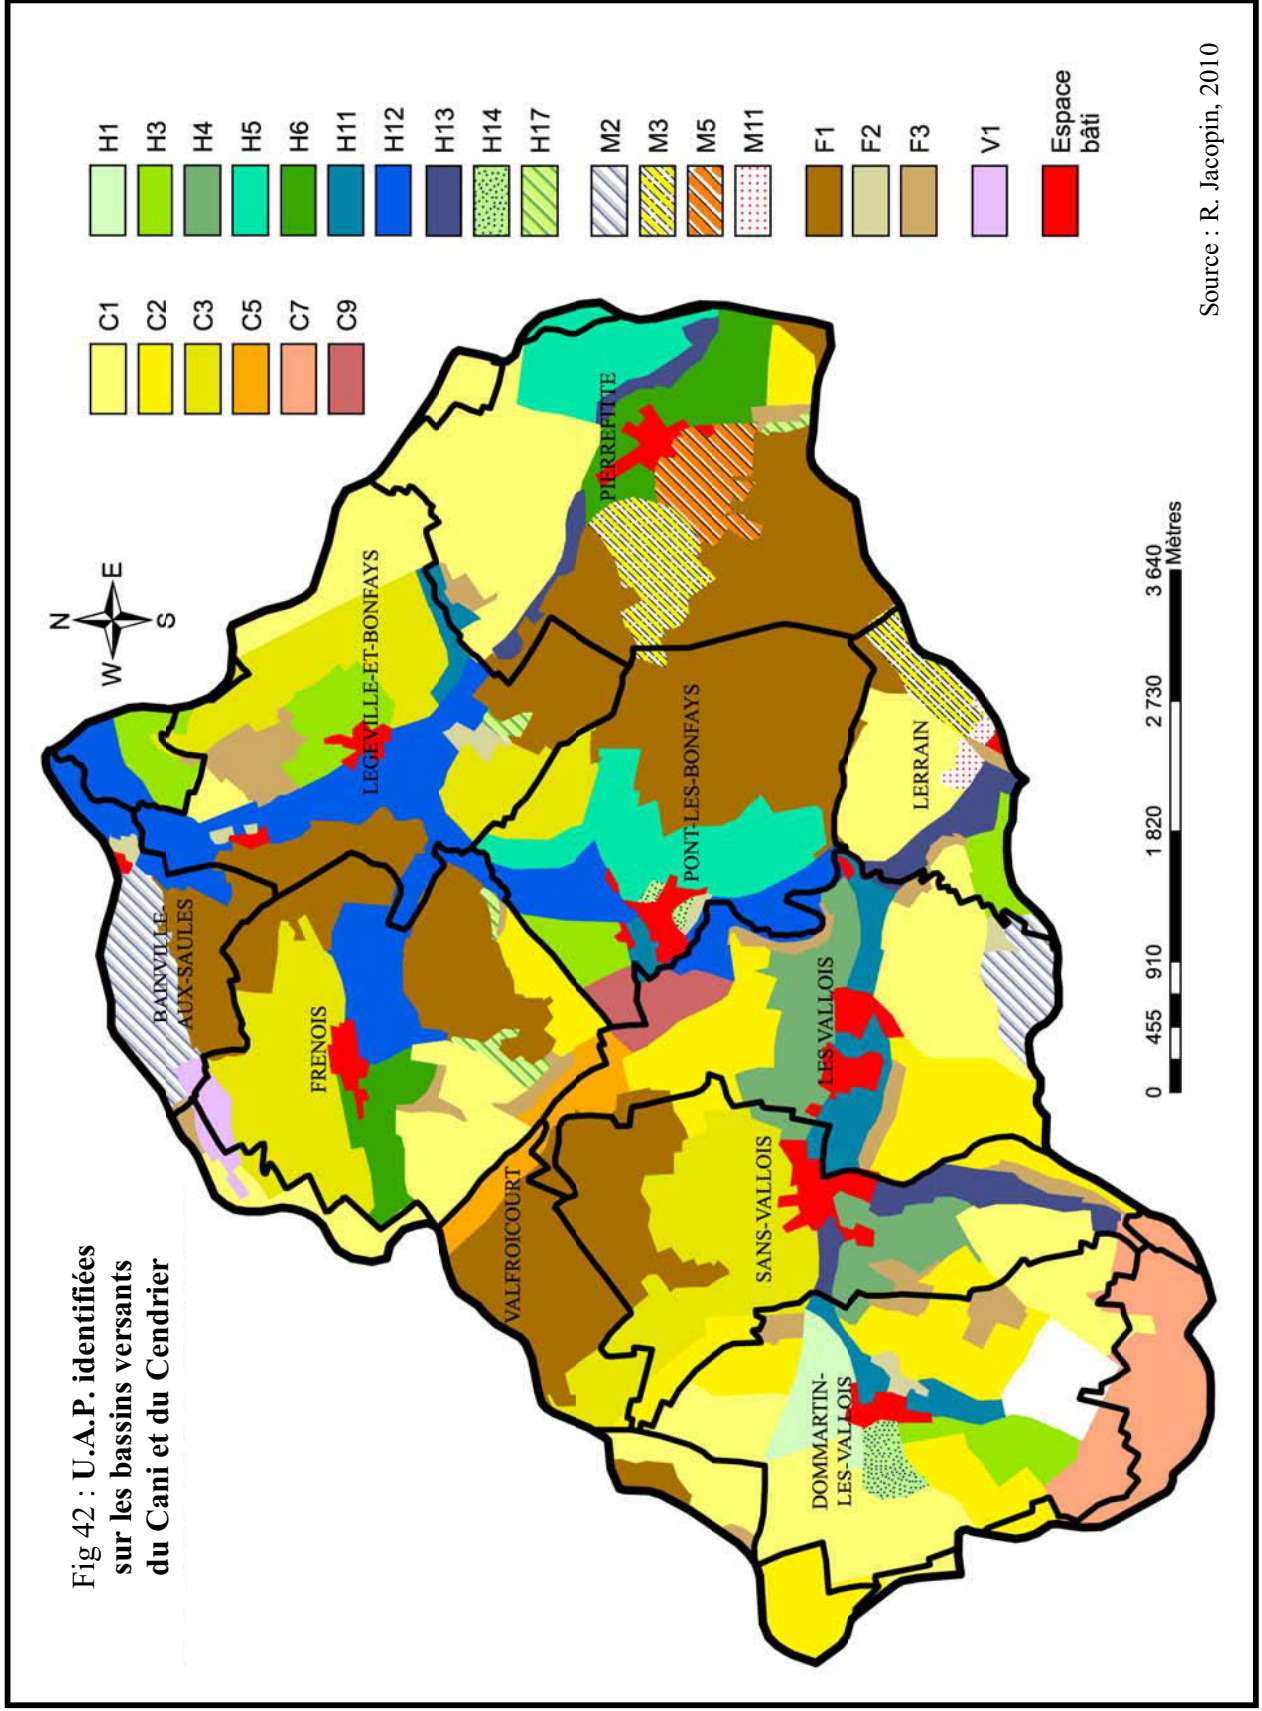 Fig 42 : U.A.P. identifiées
sur les bassins versants
du Cani et du Cendrier
N
W
E
S
C1
C2
C3
C5
C7
C9
H1
H3
H4
H5
H6
H11
H12
H13
H14
H17
M2
M3
M5
M11
F1
F2
F3
V1
Espace
bâti
BAINVILLE-
AUX-SAULES
LEGEVILLE-ET-BONFAYS
FRENOIS
PIERREFITTE
VALFROICOURT
PONT-LES-BONFAYS
SANS-VALLOIS
LES VALLOIS
LERRAIN
DOMMARTIN-
LES-VALLOIS
0 455 910 1 820 2 730 3 640
Mètres
Source : R. Jacopin, 2010